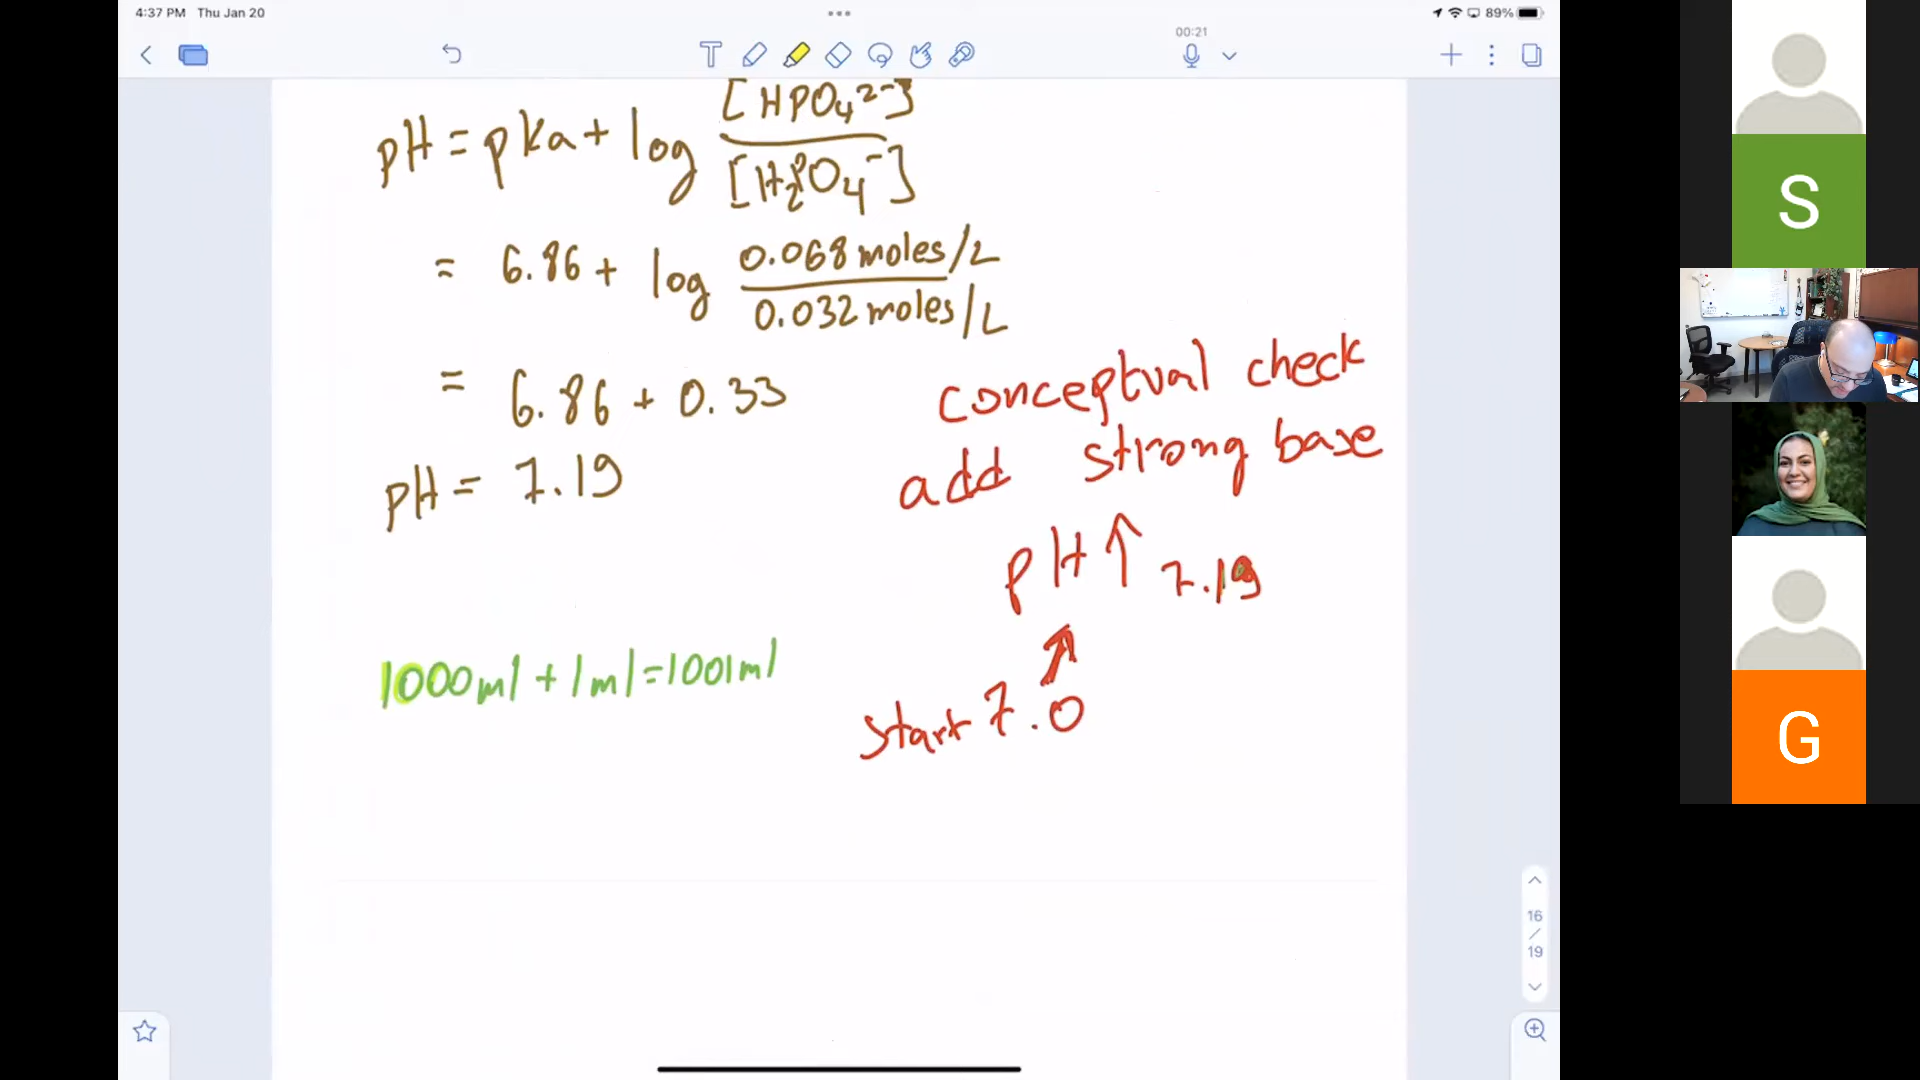 4:37 PM Thu Jan 20
89%
00:21
pH = pka + log [HPO₄²⁻] / [H₂PO₄⁻]
= 6.86 + log 0.068 moles/L / 0.032 moles/L
= 6.86 + 0.33
pH = 7.19
conceptual check
add strong base
pH ↑ 7.19
start 7.0
1000ml + 1ml = 1001ml
16
/
19
S
G